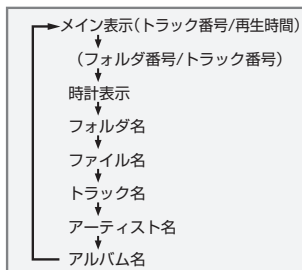 メイン表示(トラック番号/再生時間)
(フォルダ番号/トラック番号)
時計表示
フォルダ名
ファイル名
トラック名
アーティスト名
アルバム名